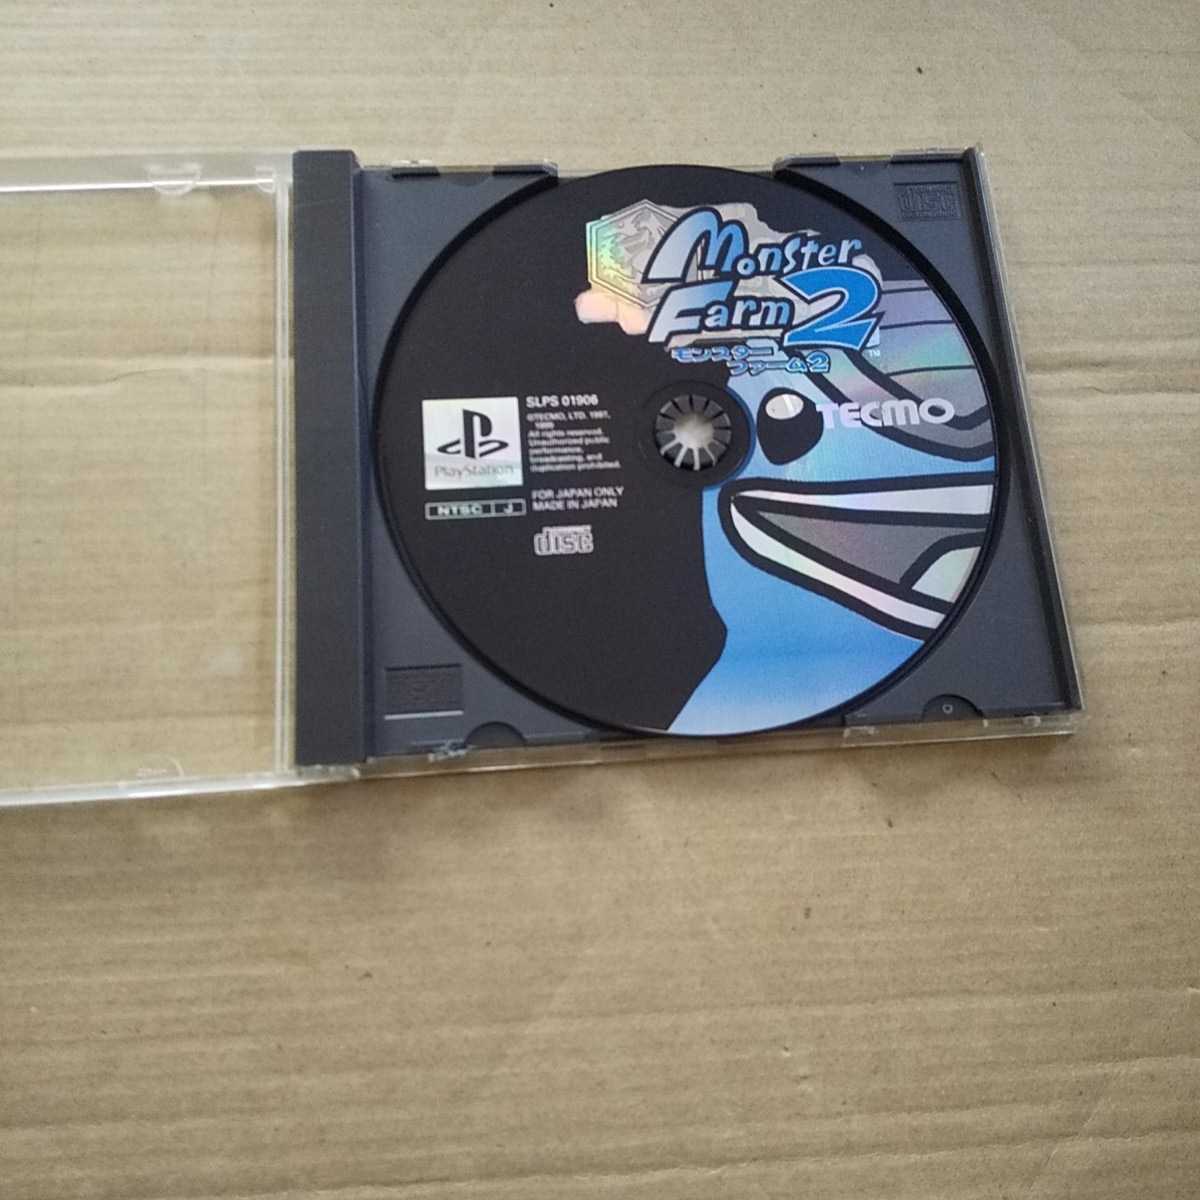 Monster
Farm 2
モンスター
ファーム2
TM
TECMO
SLPS 01906
©TECMO, LTD. 1997,
1999
All rights reserved.
Unauthorized public
performance,
broadcasting, and
duplication prohibited.
PlayStation
NTSC J
FOR JAPAN ONLY
MADE IN JAPAN
disc
disc